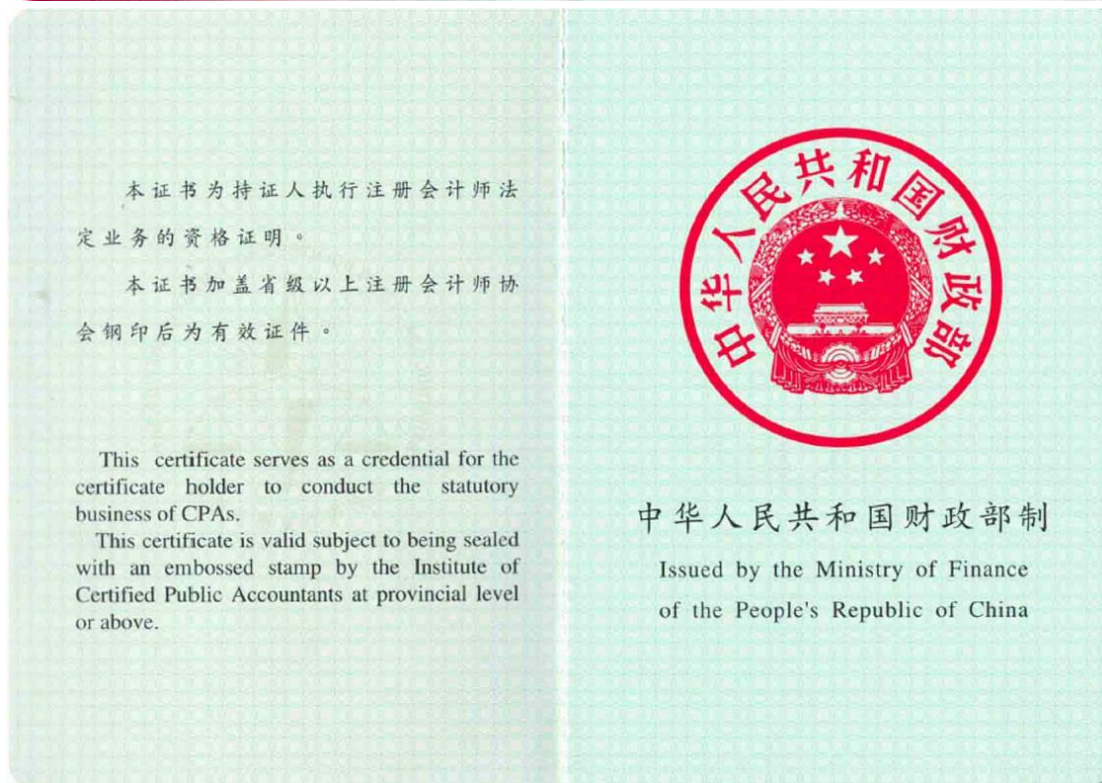 本证书为持证人执行注册会计师法
定业务的资格证明。
本证书加盖省级以上注册会计师协
会钢印后为有效证件。
This certificate serves as a credential for the
certificate holder to conduct the statutory
business of CPAs.
This certificate is valid subject to being sealed
with an embossed stamp by the Institute of
Certified Public Accountants at provincial level
or above.
中华人民共和国财政部
中华人民共和国财政部制
Issued by the Ministry of Finance
of the People's Republic of China